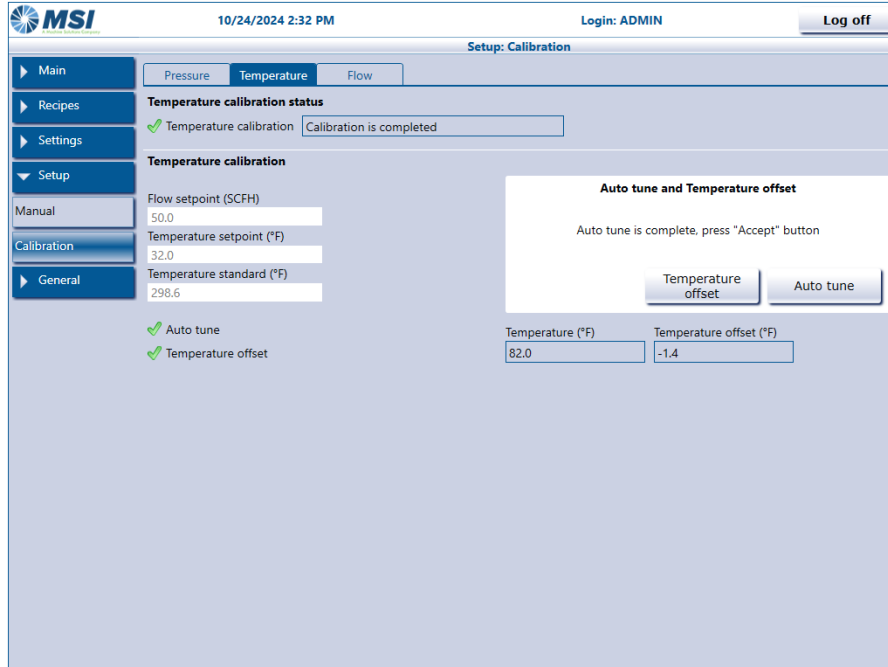 MSI
10/24/2024 2:32 PM
Login: ADMIN
Log off
Setup: Calibration
Main
Recipes
Settings
Setup
Manual
Calibration
General
Pressure
Temperature
Flow
Temperature calibration status
Temperature calibration
Calibration is completed
Temperature calibration
Flow setpoint (SCFH)
50.0
Temperature setpoint (°F)
32.0
Temperature standard (°F)
298.6
Auto tune
Temperature offset
Auto tune and Temperature offset
Auto tune is complete, press "Accept" button
Temperature
offset
Auto tune
Temperature (°F)
Temperature offset (°F)
82.0
-1.4